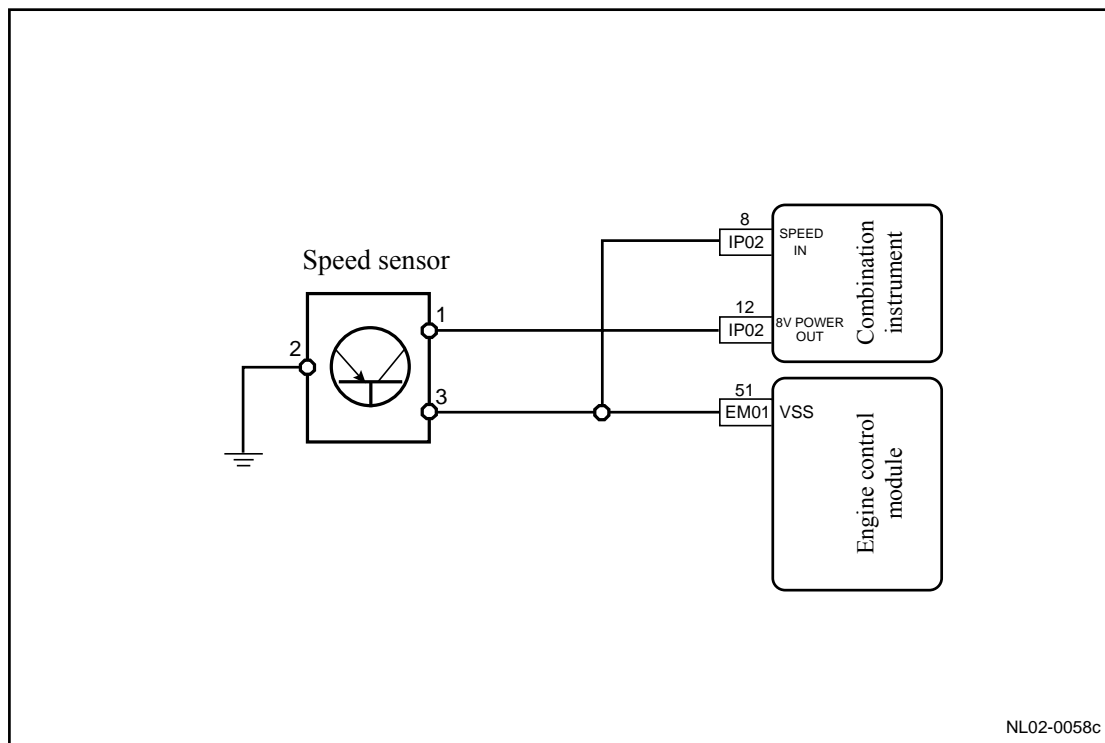 Speed sensor
1
2
3
8
IP02
SPEED
IN
12
IP02
8V POWER
OUT
Combination
instrument
51
EM01
VSS
Engine control
module
NL02-0058c